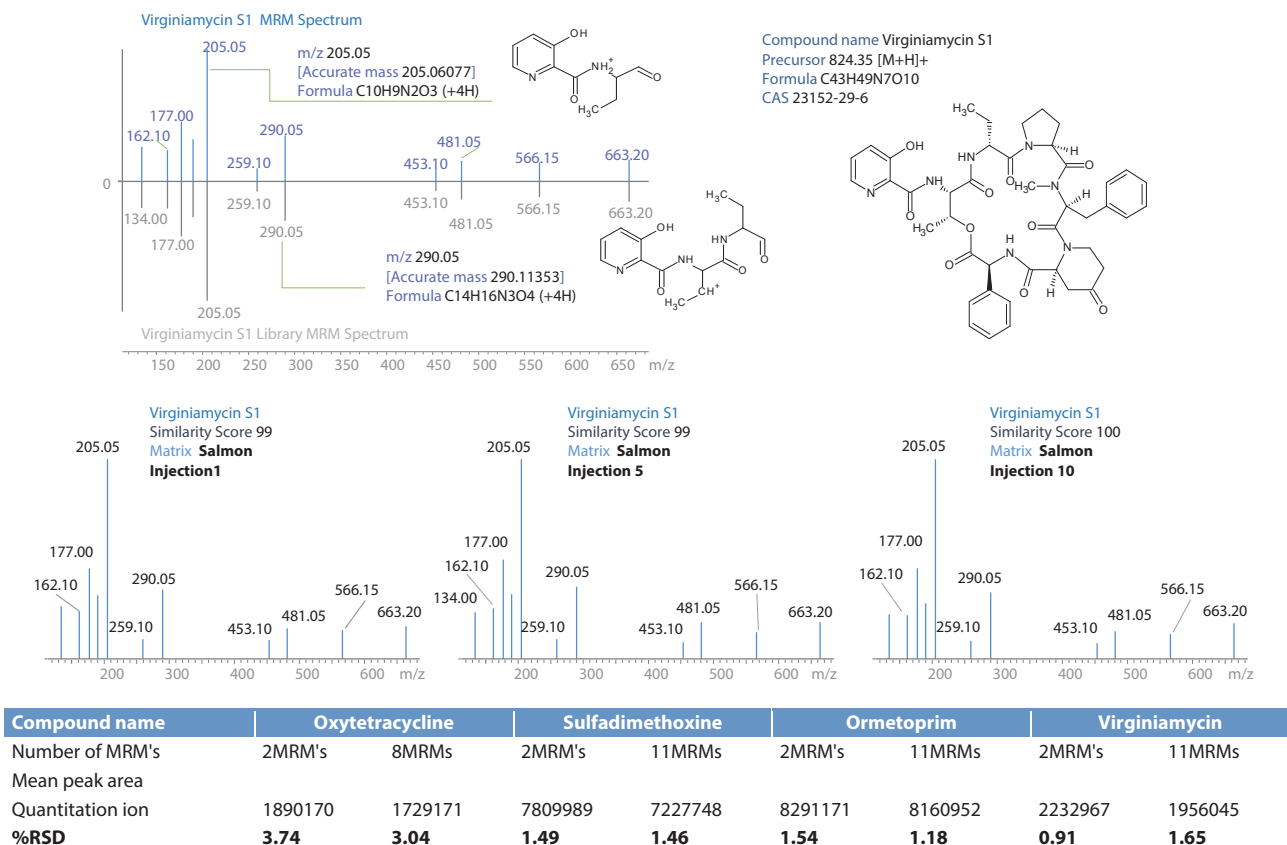 Virginiamycin S1 MRM Spectrum
205.05
177.00
162.10
290.05
259.10
453.10
481.05
566.15
663.20
0
134.00
177.00
259.10
290.05
453.10
481.05
566.15
663.20
205.05
m/z 205.05
[Accurate mass 205.06077]
Formula C10H9N2O3 (+4H)
OH
N
O
NH2+
O
H3C
m/z 290.05
[Accurate mass 290.11353]
Formula C14H16N3O4 (+4H)
H3C
OH
NH
N
O
NH
O
O
H3C
CH+
Virginiamycin S1 Library MRM Spectrum
150 200 250 300 350 400 450 500 550 600 650 m/z
Compound name Virginiamycin S1
Precursor 824.35 [M+H]+
Formula C43H49N7O10
CAS 23152-29-6
H3C
OH
NH
N
H
N
O
NH
O
O
H3C
N
O
H
H3C
O
O
N
O
H
N
O
H
O
Virginiamycin S1
Similarity Score 99
Matrix Salmon
Injection1
205.05
177.00
162.10
290.05
259.10
453.10
481.05
566.15
663.20
200 300 400 500 600 m/z
Virginiamycin S1
Similarity Score 99
Matrix Salmon
Injection 5
205.05
177.00
162.10
134.00
290.05
259.10
453.10
481.05
566.15
663.20
200 300 400 500 600 m/z
Virginiamycin S1
Similarity Score 100
Matrix Salmon
Injection 10
205.05
177.00
162.10
290.05
259.10
453.10
481.05
566.15
663.20
200 300 400 500 600 m/z
Compound name Oxytetracycline Sulfadimethoxine Ormetoprim Virginiamycin
Number of MRM's 2MRM's 8MRMs 2MRM's 11MRMs 2MRM's 11MRMs 2MRM's 11MRMs
Mean peak area
Quantitation ion 1890170 1729171 7809989 7227748 8291171 8160952 2232967 1956045
%RSD 3.74 3.04 1.49 1.46 1.54 1.18 0.91 1.65